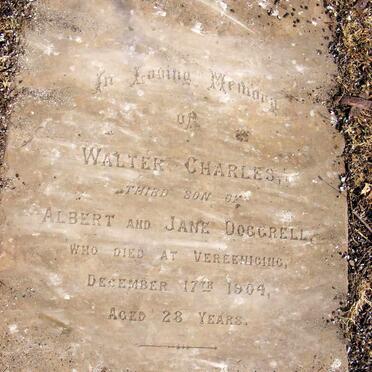 In Loving Memory
of
WALTER CHARLES,
THIRD SON OF
ALBERT AND JANE DOGGRELL,
WHO DIED AT VEREENIGING,
DECEMBER 17TH 1904,
AGED 28 YEARS.